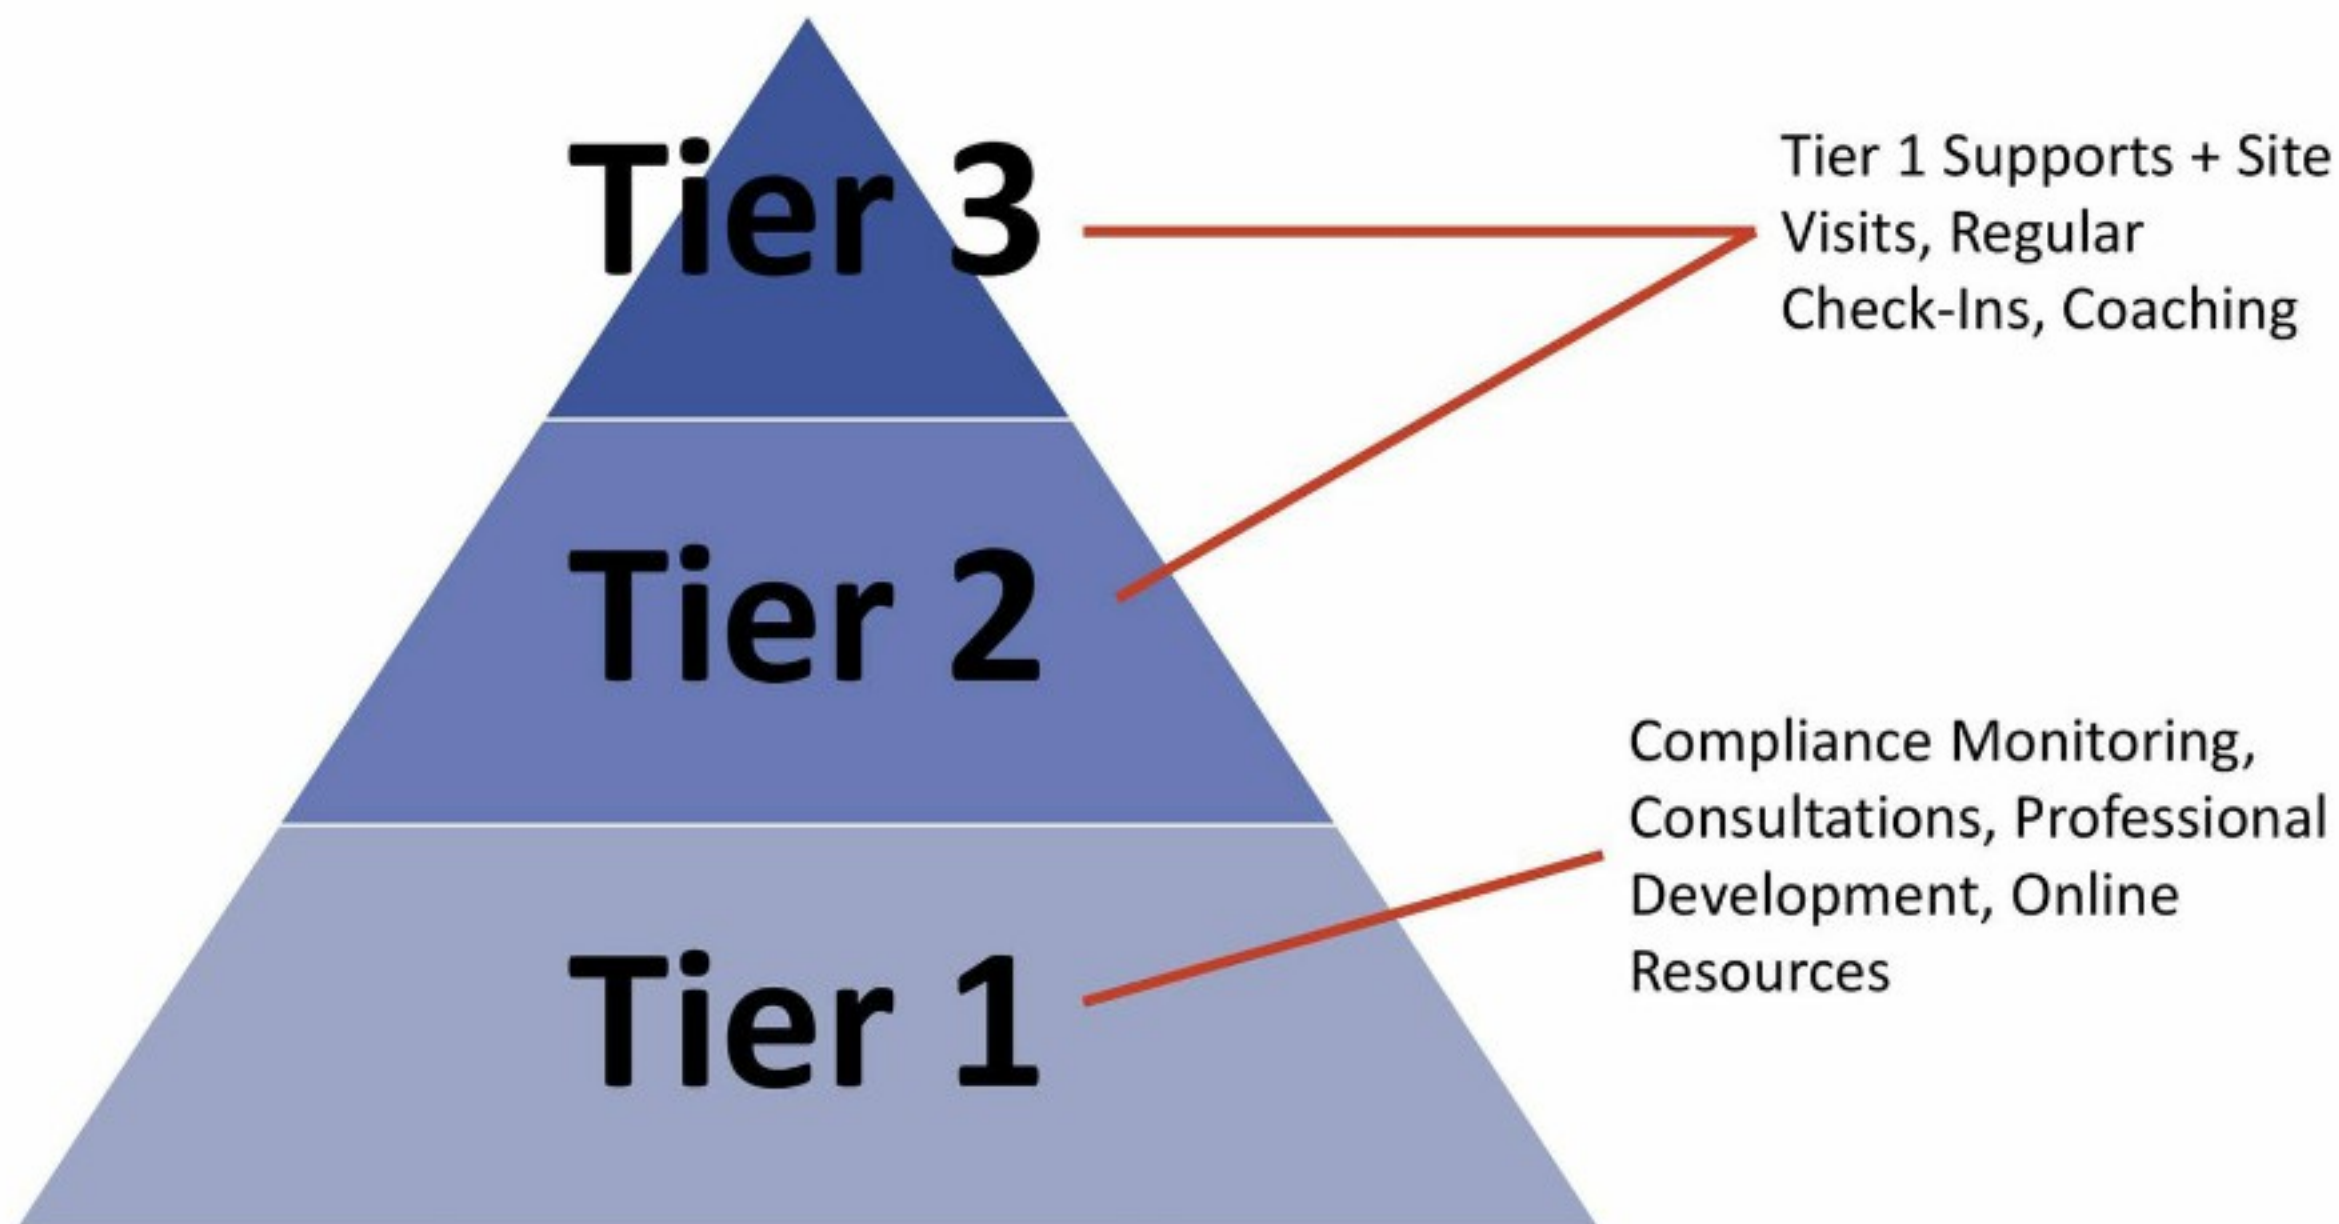 Tier 3
Tier 1 Supports + Site
Visits, Regular
Check-Ins, Coaching
Tier 2
Compliance Monitoring,
Consultations, Professional
Development, Online
Resources
Tier 1